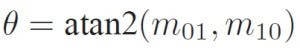 θ = atan2(m₀₁, m₁₀)